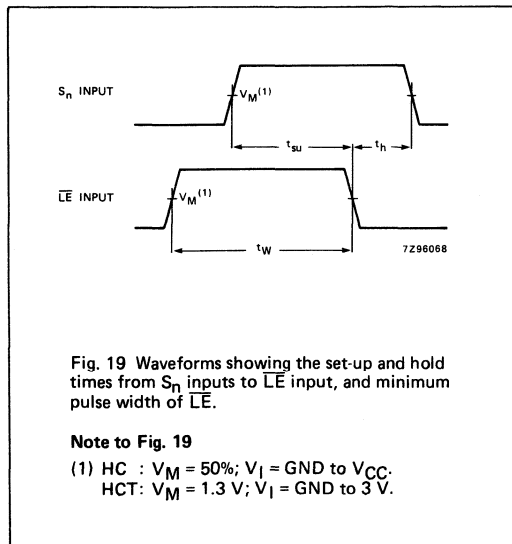 Sn INPUT
VM(1)
tsu
th
LE INPUT
VM(1)
tW
7Z96068
Fig. 19 Waveforms showing the set-up and hold
times from Sn inputs to LE input, and minimum
pulse width of LE.
Note to Fig. 19
(1) HC : VM = 50%; VI = GND to VCC.
HCT: VM = 1.3 V; VI = GND to 3 V.